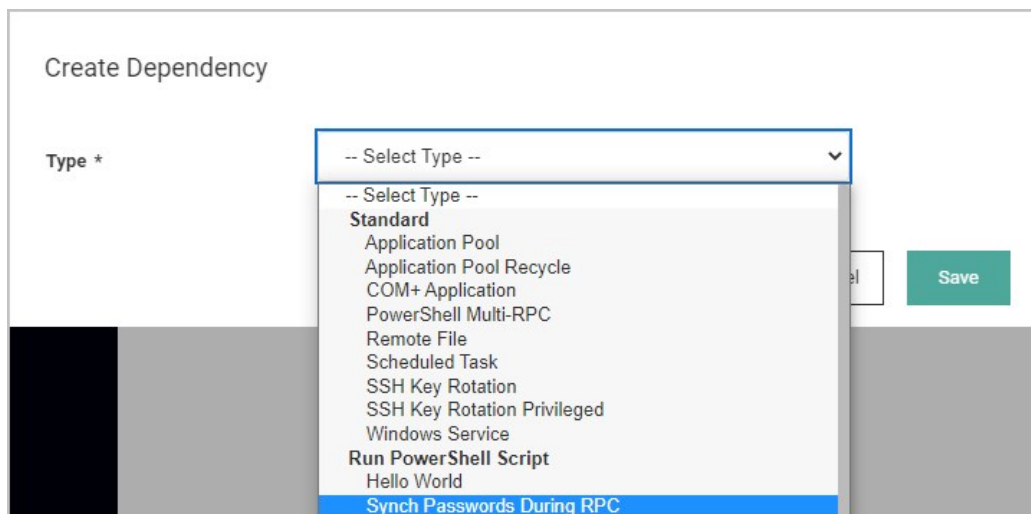 Create Dependency
Type *
-- Select Type --
-- Select Type --
Standard
Application Pool
Application Pool Recycle
COM+ Application
PowerShell Multi-RPC
Remote File
Scheduled Task
SSH Key Rotation
SSH Key Rotation Privileged
Windows Service
Run PowerShell Script
Hello World
Synch Passwords During RPC
el
Save